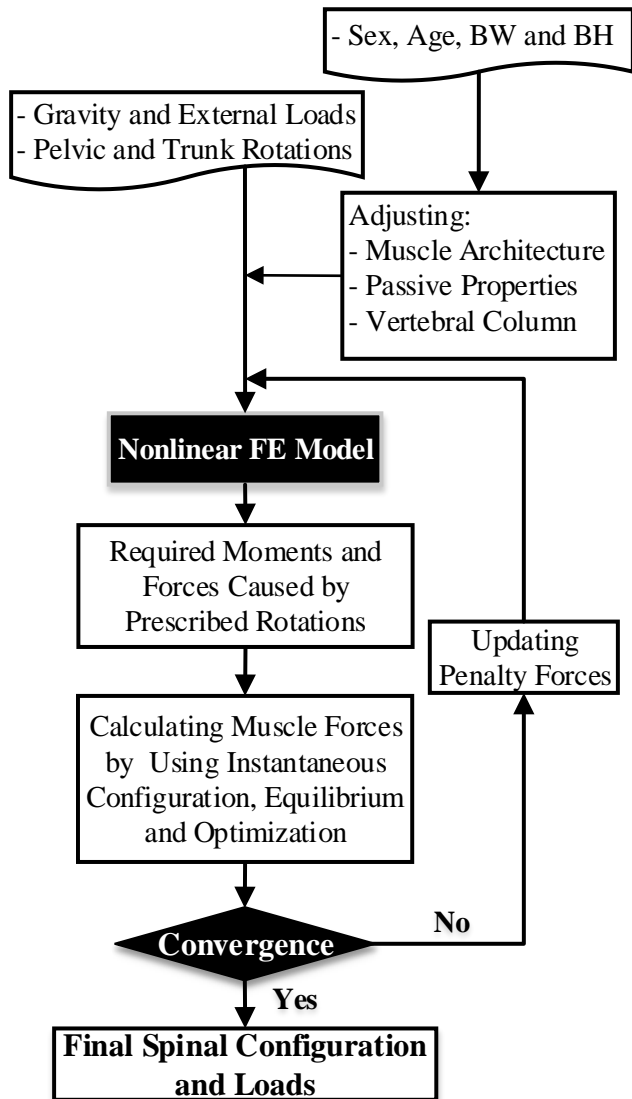 - Sex, Age, BW and BH
- Gravity and External Loads
- Pelvic and Trunk Rotations
Adjusting:
- Muscle Architecture
- Passive Properties
- Vertebral Column
Nonlinear FE Model
Required Moments and
Forces Caused by
Prescribed Rotations
Updating
Penalty Forces
Calculating Muscle Forces
by Using Instantaneous
Configuration, Equilibrium
and Optimization
No
Convergence
Yes
Final Spinal Configuration
and Loads